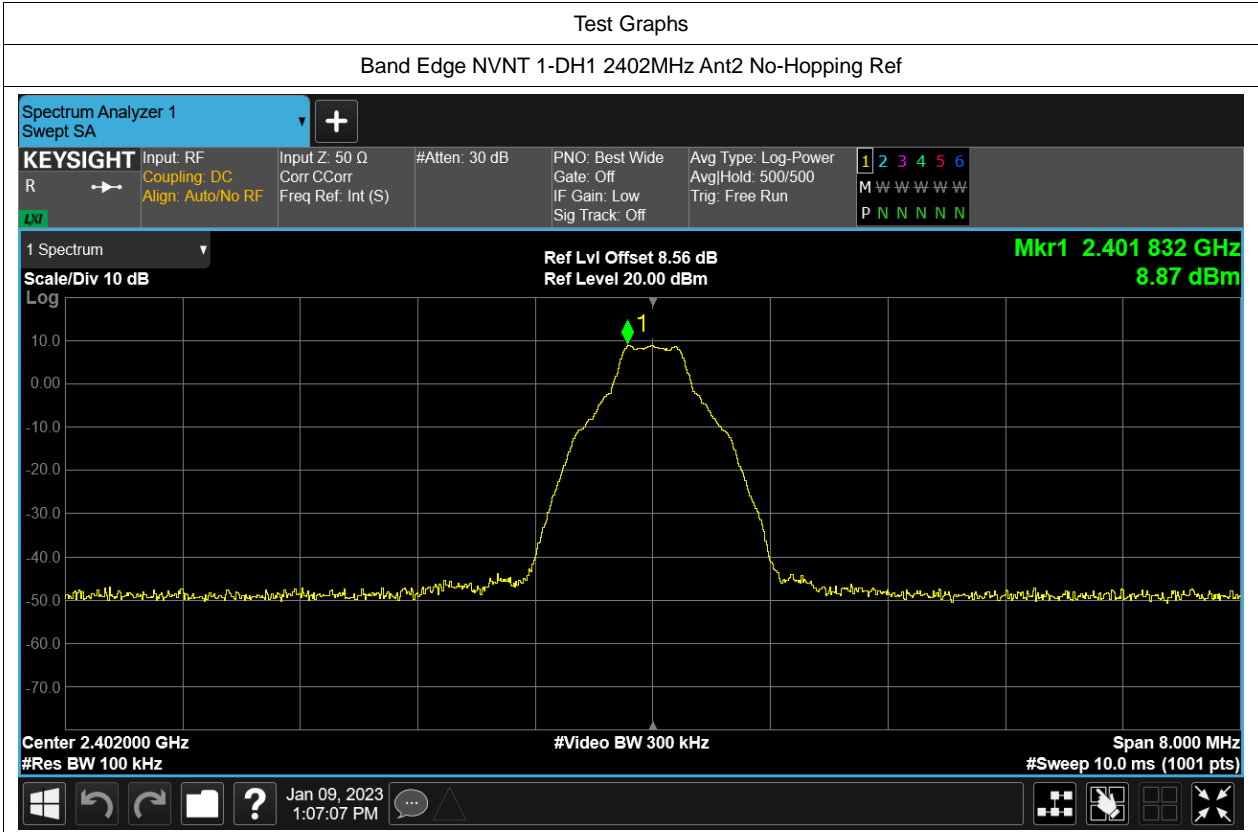 Test Graphs
Band Edge NVNT 1-DH1 2402MHz Ant2 No-Hopping Ref
Spectrum Analyzer 1
Swept SA
KEYSIGHT
R
LXI
Input: RF
Coupling: DC
Align: Auto/No RF
Input Z: 50 Ω
Corr CCorr
Freq Ref: Int (S)
#Atten: 30 dB
PNO: Best Wide
Gate: Off
IF Gain: Low
Sig Track: Off
Avg Type: Log-Power
Avg|Hold: 500/500
Trig: Free Run
1 2 3 4 5 6
M W W W W W
P N N N N N
1 Spectrum
Scale/Div 10 dB
Log
Ref Lvl Offset 8.56 dB
Ref Level 20.00 dBm
Mkr1 2.401 832 GHz
8.87 dBm
1
10.0
0.00
-10.0
-20.0
-30.0
-40.0
-50.0
-60.0
-70.0
Center 2.402000 GHz
#Video BW 300 kHz
Span 8.000 MHz
#Res BW 100 kHz
#Sweep 10.0 ms (1001 pts)
?
Jan 09, 2023
1:07:07 PM